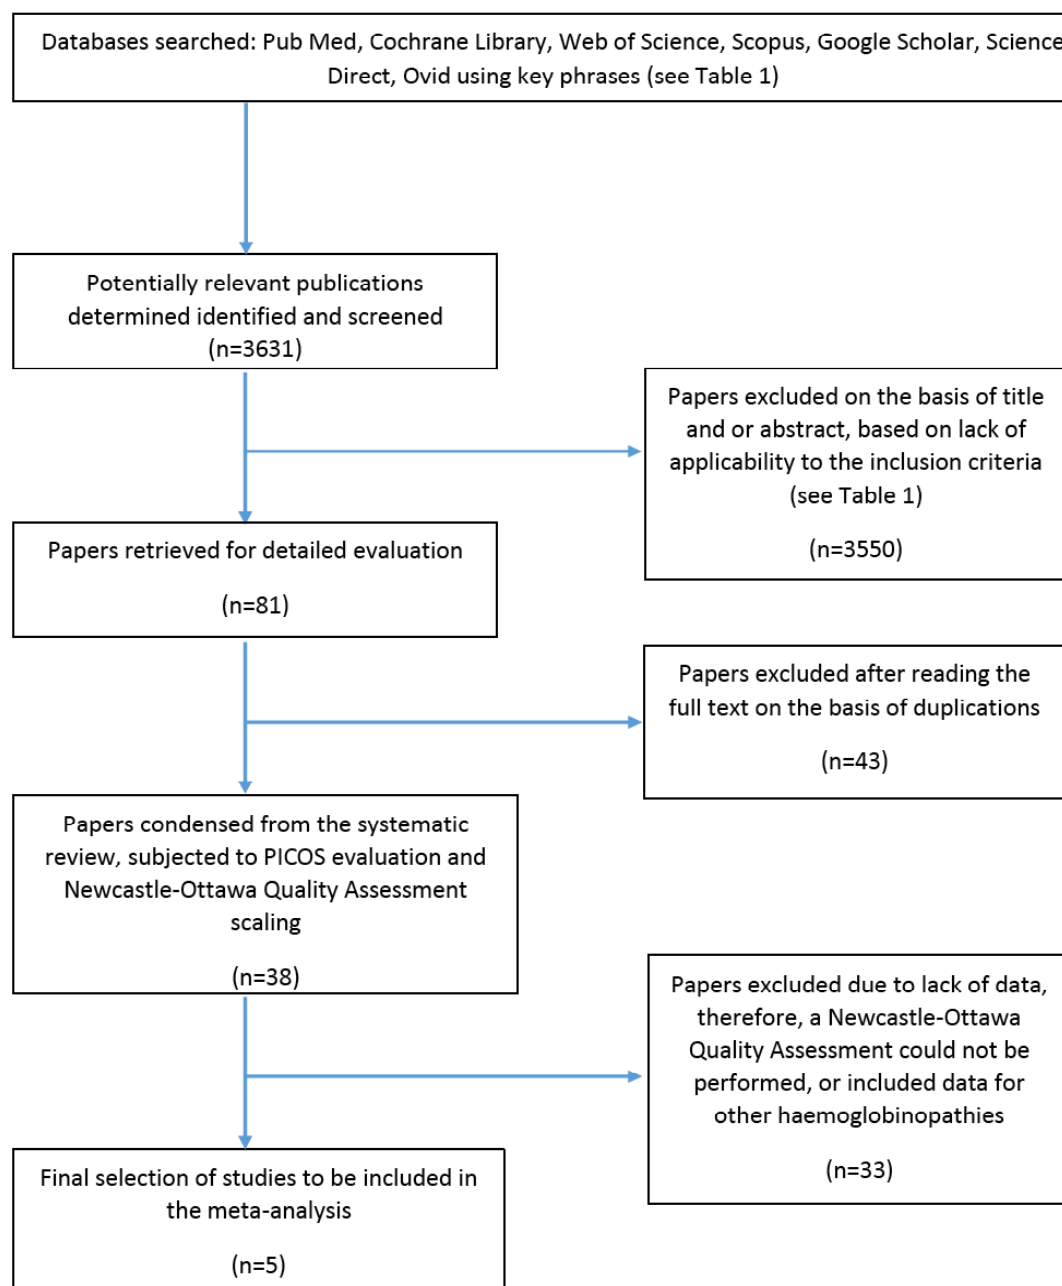 Databases searched: Pub Med, Cochrane Library, Web of Science, Scopus, Google Scholar, Science
Direct, Ovid using key phrases (see Table 1)
Potentially relevant publications
determined identified and screened
(n=3631)
Papers excluded on the basis of title
and or abstract, based on lack of
applicability to the inclusion criteria
(see Table 1)
(n=3550)
Papers retrieved for detailed evaluation
(n=81)
Papers excluded after reading the
full text on the basis of duplications
(n=43)
Papers condensed from the systematic
review, subjected to PICOS evaluation and
Newcastle-Ottawa Quality Assessment
scaling
(n=38)
Papers excluded due to lack of data,
therefore, a Newcastle-Ottawa
Quality Assessment could not be
performed, or included data for
other haemoglobinopathies
(n=33)
Final selection of studies to be included in
the meta-analysis
(n=5)